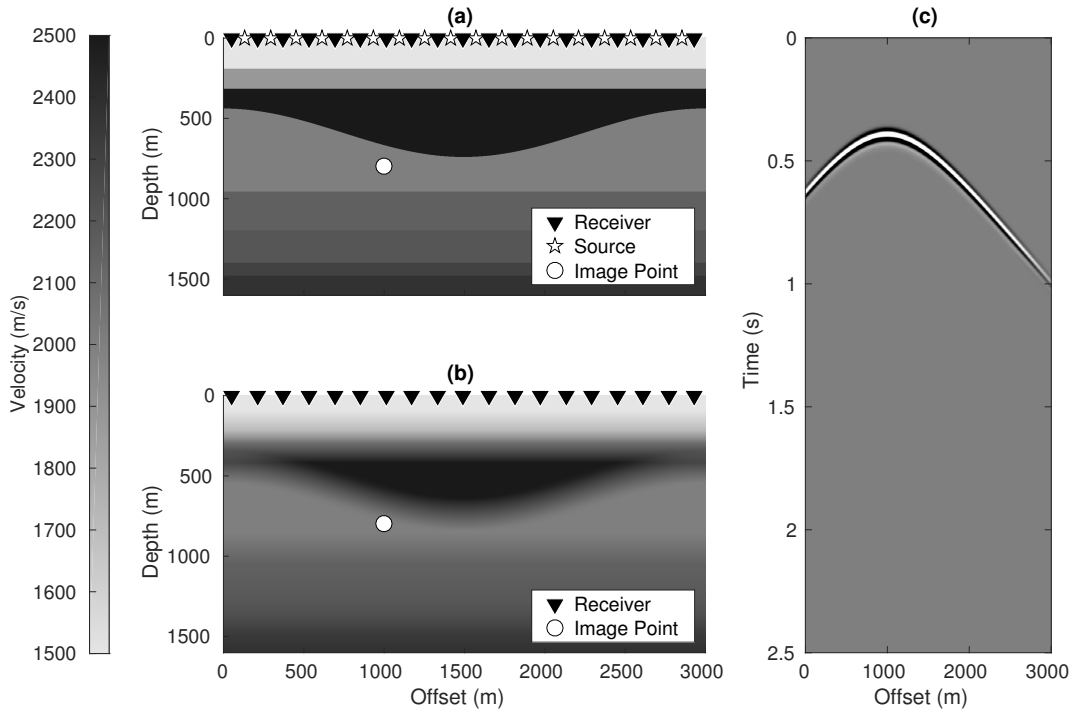 Velocity (m/s)
2500
2400
2300
2200
2100
2000
1900
1800
1700
1600
1500
(a)
Depth (m)
0
500
1000
1500
Receiver
Source
Image Point
(b)
Depth (m)
0
500
1000
1500
Receiver
Image Point
0 500 1000 1500 2000 2500 3000
Offset (m)
(c)
Time (s)
0
0.5
1
1.5
2
2.5
0 1000 2000 3000
Offset (m)